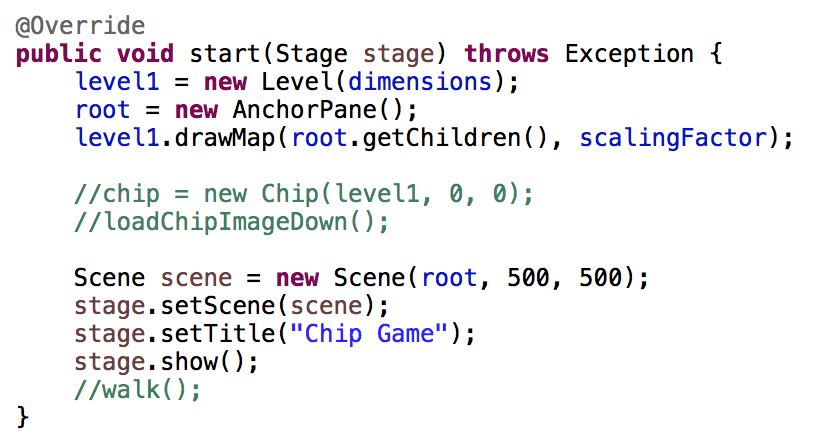 @Override
public void start(Stage stage) throws Exception {
    level1 = new Level(dimensions);
    root = new AnchorPane();
    level1.drawMap(root.getChildren(), scalingFactor);

    //chip = new Chip(level1, 0, 0);
    //loadChipImageDown();

    Scene scene = new Scene(root, 500, 500);
    stage.setScene(scene);
    stage.setTitle("Chip Game");
    stage.show();
    //walk();
}